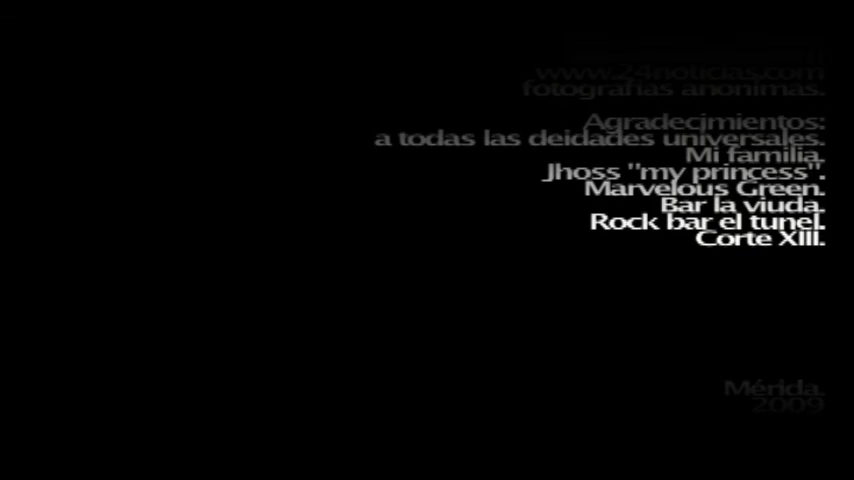 www.24noticias.com
fotografias anonimas.
Agradecimientos:
a todas las deidades universales.
Mi familia.
Jhoss "my princess".
Marvelous Green.
Bar la viuda.
Rock bar el tunel.
Corte XIII.
Mérida.
2009